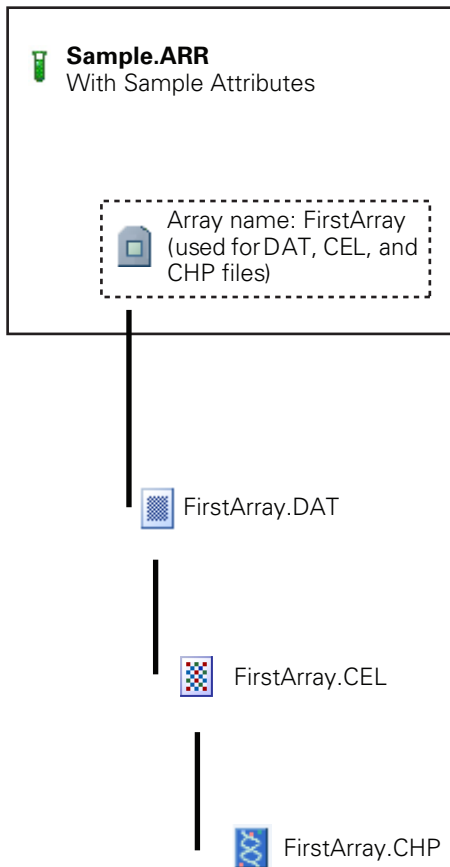 Sample.ARR
With Sample Attributes
Array name: FirstArray
(used for DAT, CEL, and
CHP files)
FirstArray.DAT
FirstArray.CEL
FirstArray.CHP